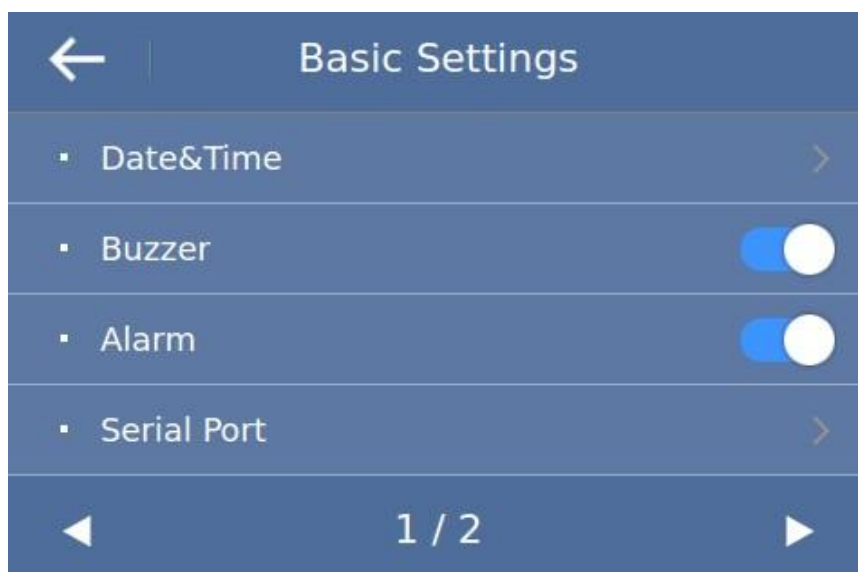 Basic Settings
Date&Time
Buzzer
Alarm
Serial Port
1 / 2